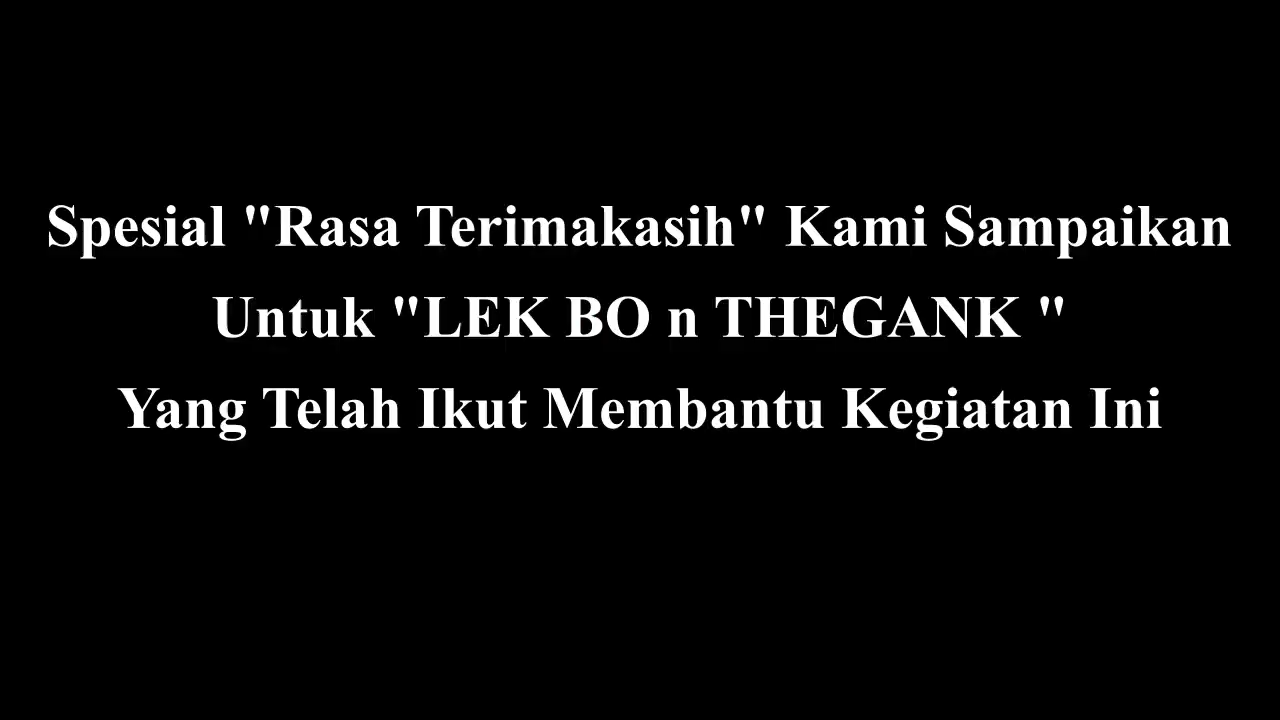 Spesial "Rasa Terimakasih" Kami Sampaikan
Untuk "LEK BO n THEGANK "
Yang Telah Ikut Membantu Kegiatan Ini